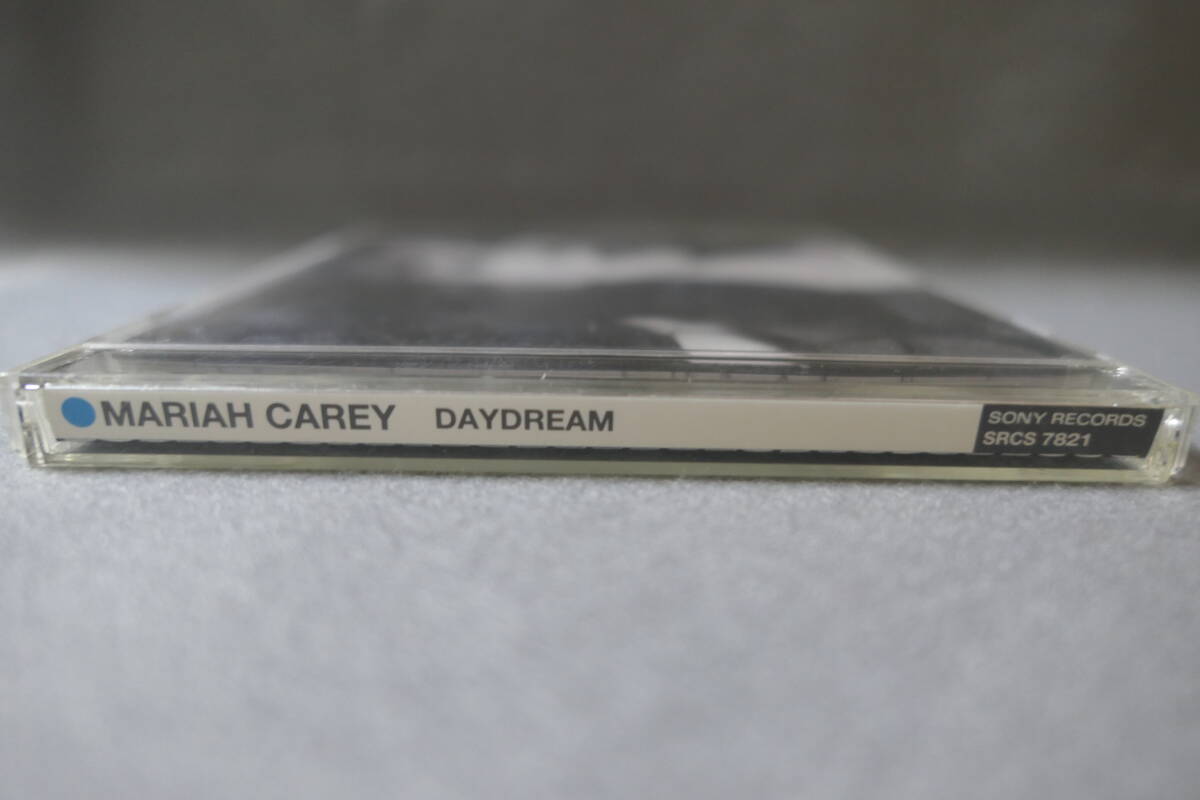 MARIAH CAREY DAYDREAM
SONY RECORDS
SRCS 7821